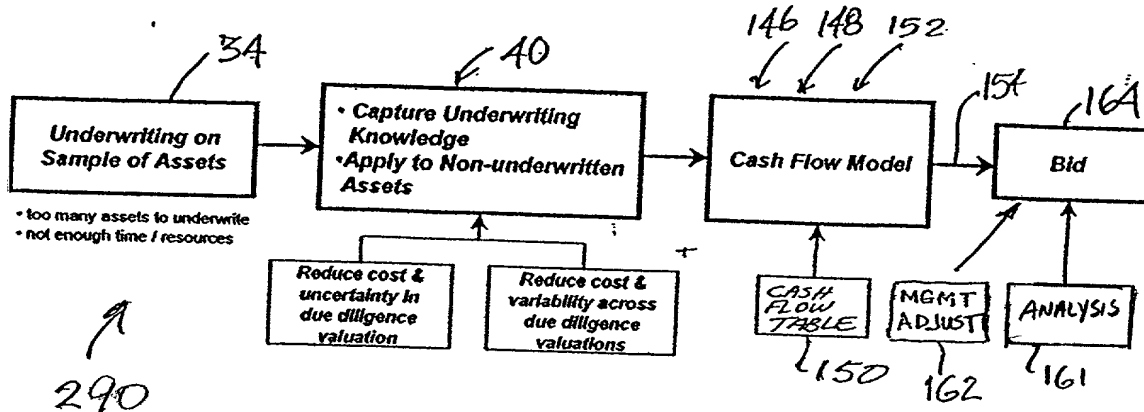 34
40
146 148 152
154
164
Underwriting on
Sample of Assets
• too many assets to underwrite
• not enough time / resources
• Capture Underwriting
Knowledge
• Apply to Non-underwritten
Assets
Reduce cost &
uncertainty in
due diligence
valuation
Reduce cost &
variability across
due diligence
valuations
Cash Flow Model
Bid
CASH
FLOW
TABLE
MGMT
ADJUST
ANALYSIS
150
162
161
290